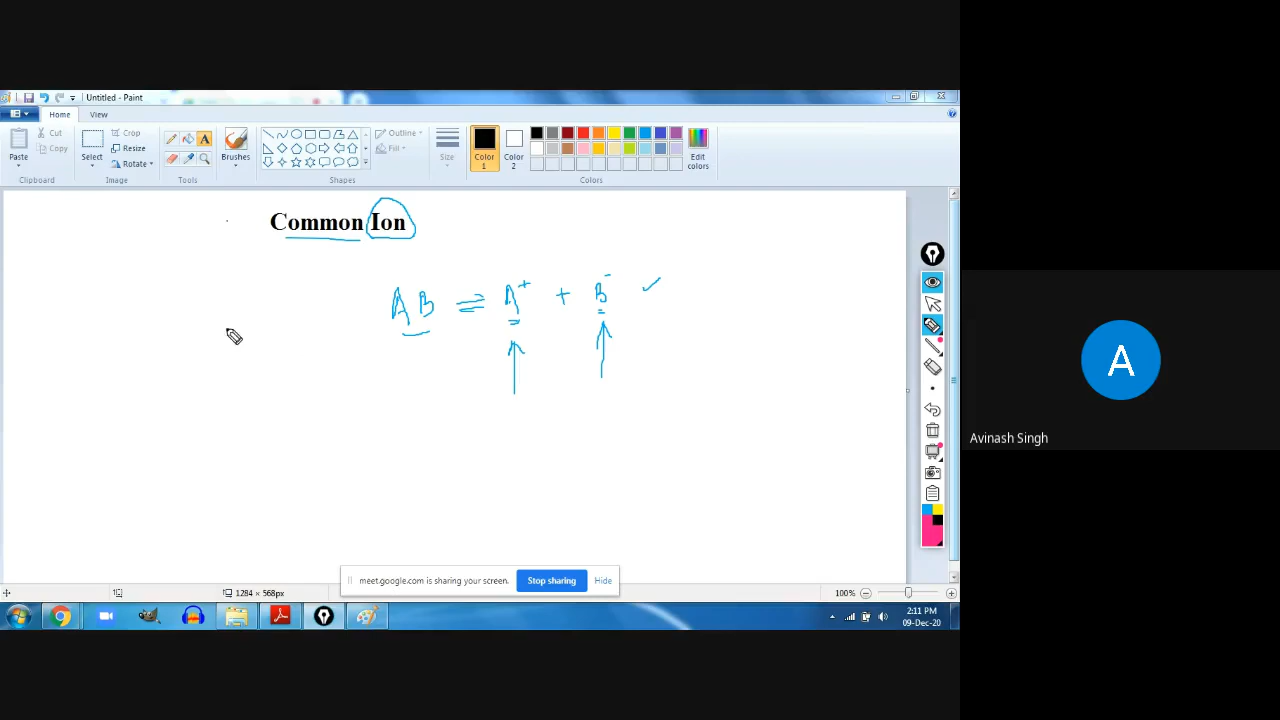 Untitled - Paint
Home View
Paste
Cut
Copy
Clipboard
Select
Crop
Resize
Rotate
Image
A
Tools
Brushes
Shapes
Outline
Fill
Size
Color 1
Color 2
Edit colors
Colors
Common Ion
AB ⇌ A⁺ + B⁻ ✓
A
Avinash Singh
meet.google.com is sharing your screen. Stop sharing Hide
1284 × 568px
100%
2:11 PM
09-Dec-20